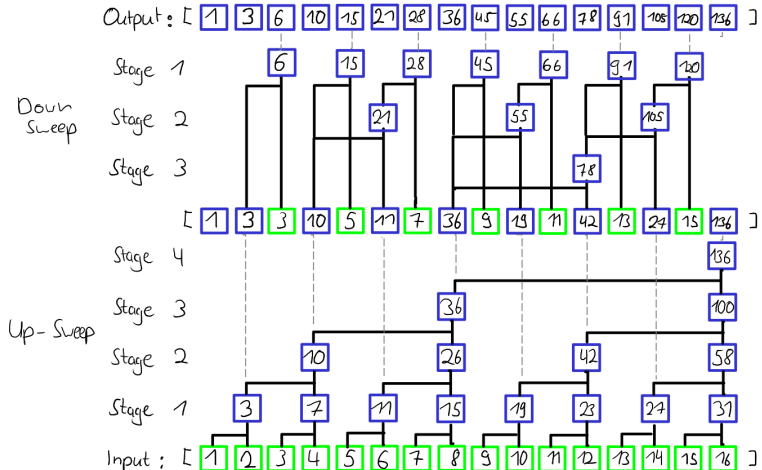 Output: [ 1 3 6 10 15 21 28 36 45 55 66 78 91 105 120 136 ]
Stage 1 6 15 28 45 66 91 120
Down Sweep
Stage 2 21 55 105
Stage 3 78
[ 1 3 3 10 5 11 7 36 9 19 11 42 13 27 15 136 ]
Stage 4 136
Stage 3 36 100
Up-Sweep
Stage 2 10 26 42 58
Stage 1 3 7 11 15 19 23 27 31
Input: [ 1 2 3 4 5 6 7 8 9 10 11 12 13 14 15 16 ]